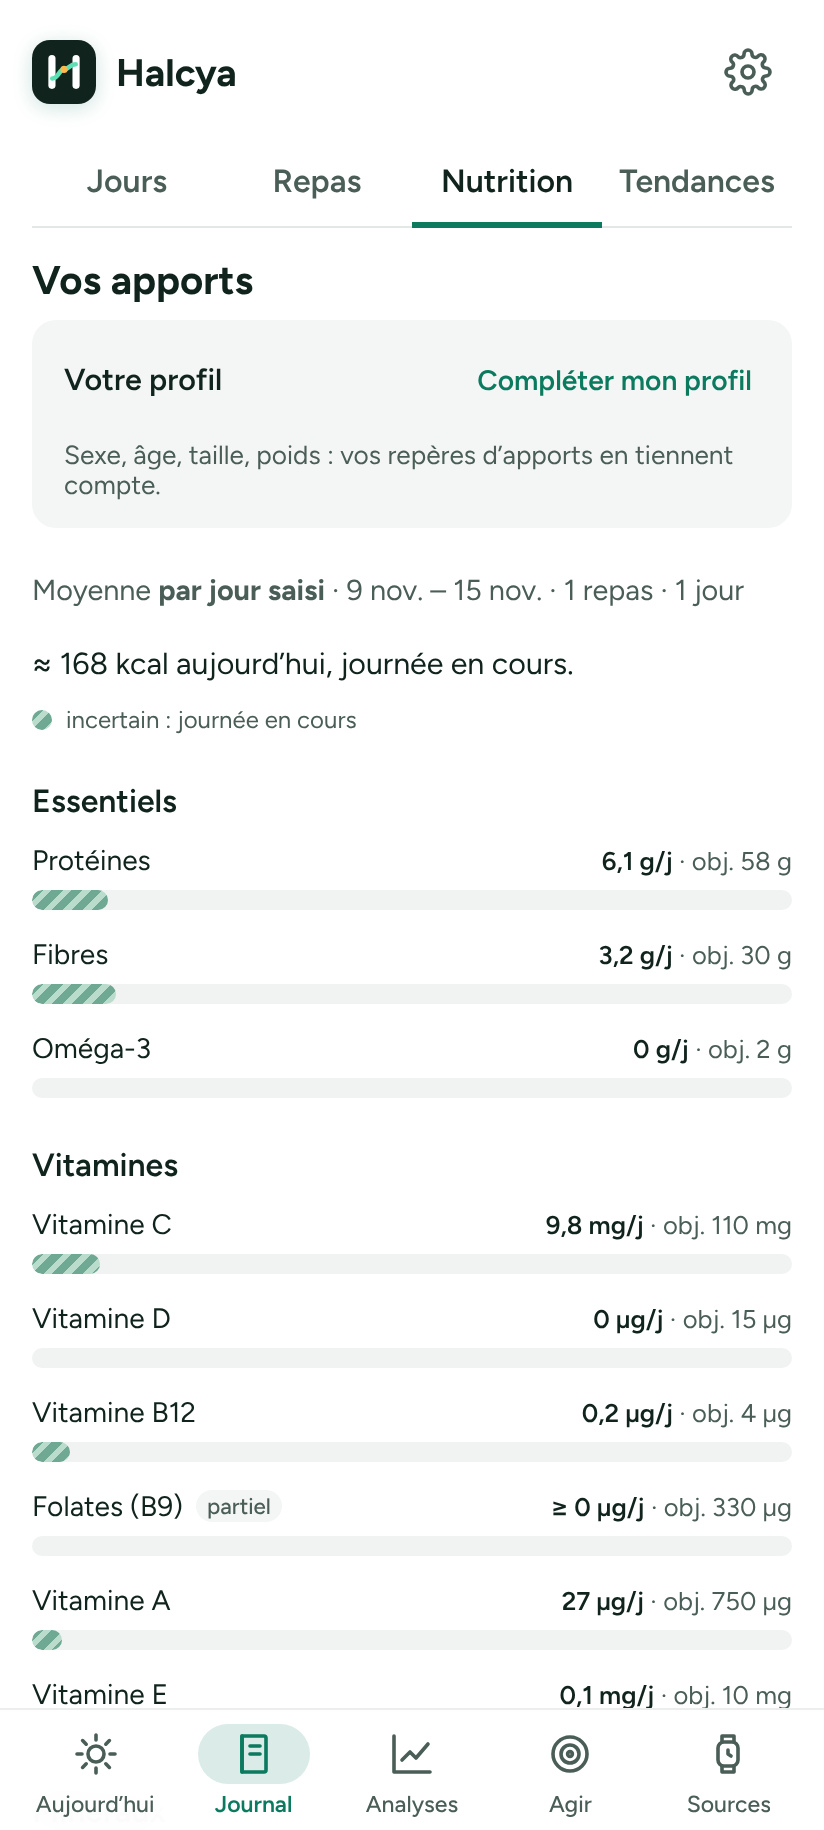 Halcya
Jours Repas Nutrition Tendances
Vos apports
Votre profil Compléter mon profil
Sexe, âge, taille, poids : vos repères d’apports en tiennent
compte.
Moyenne par jour saisi · 9 nov. – 15 nov. · 1 repas · 1 jour
≈ 168 kcal aujourd’hui, journée en cours.
incertain : journée en cours
Essentiels
Protéines 6,1 g/j · obj. 58 g
Fibres 3,2 g/j · obj. 30 g
Oméga-3 0 g/j · obj. 2 g
Vitamines
Vitamine C 9,8 mg/j · obj. 110 mg
Vitamine D 0 µg/j · obj. 15 µg
Vitamine B12 0,2 µg/j · obj. 4 µg
Folates (B9) partiel ≥ 0 µg/j · obj. 330 µg
Vitamine A 27 µg/j · obj. 750 µg
Vitamine E 0,1 mg/j · obj. 10 mg
Aujourd’hui Journal Analyses Agir Sources